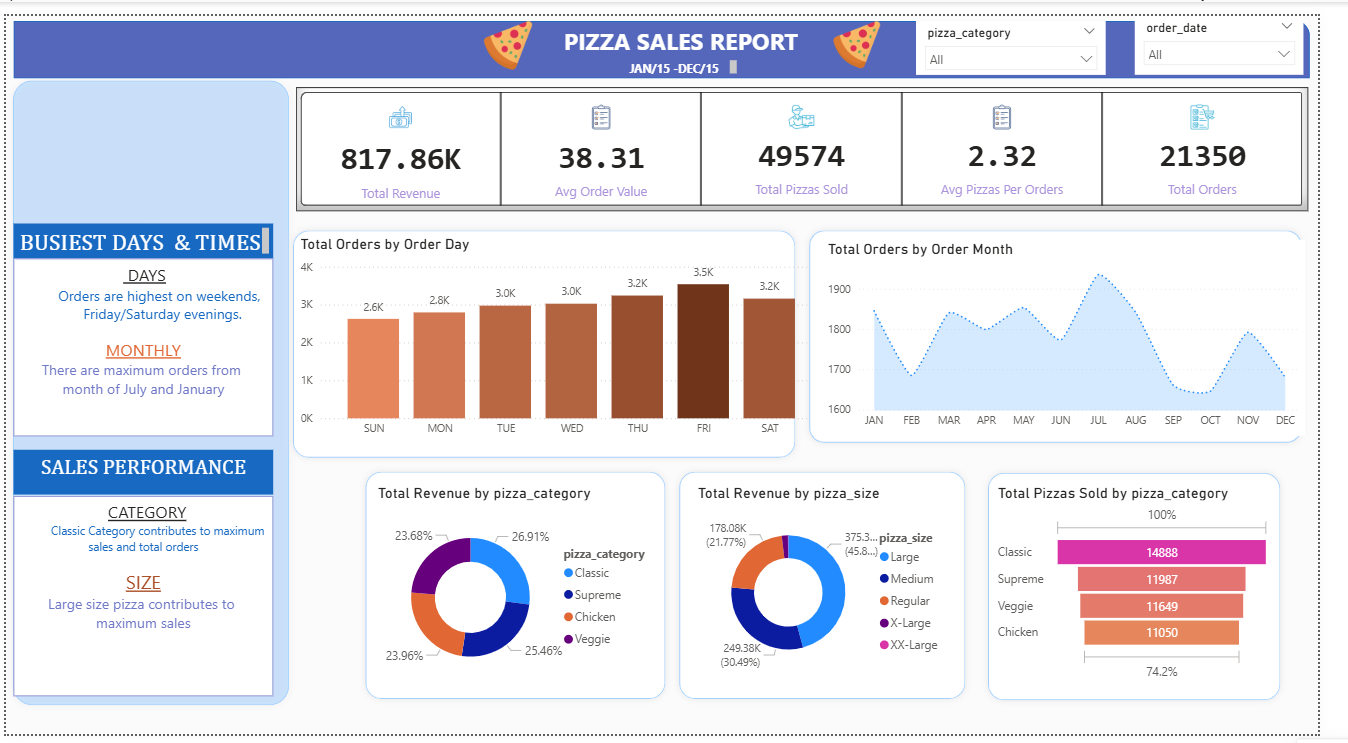 PIZZA SALES REPORT
JAN/15 -DEC/15
pizza_category
All
order_date
All
817.86K
Total Revenue
38.31
Avg Order Value
49574
Total Pizzas Sold
2.32
Avg Pizzas Per Orders
21350
Total Orders
BUSIEST DAYS & TIMES
DAYS
Orders are highest on weekends,
Friday/Saturday evenings.
MONTHLY
There are maximum orders from
month of July and January
SALES PERFORMANCE
CATEGORY
Classic Category contributes to maximum
sales and total orders
SIZE
Large size pizza contributes to
maximum sales
Total Orders by Order Day
4K
3K
2K
1K
0K
2.6K
2.8K
3.0K
3.0K
3.2K
3.5K
3.2K
SUN MON TUE WED THU FRI SAT
Total Orders by Order Month
1900
1800
1700
1600
JAN FEB MAR APR MAY JUN JUL AUG SEP OCT NOV DEC
Total Revenue by pizza_category
23.68%
26.91%
23.96%
25.46%
pizza_category
Classic
Supreme
Chicken
Veggie
Total Revenue by pizza_size
178.08K
(21.77%)
375.3...
(45.8...)
249.38K
(30.49%)
pizza_size
Large
Medium
Regular
X-Large
XX-Large
Total Pizzas Sold by pizza_category
100%
Classic 14888
Supreme 11987
Veggie 11649
Chicken 11050
74.2%